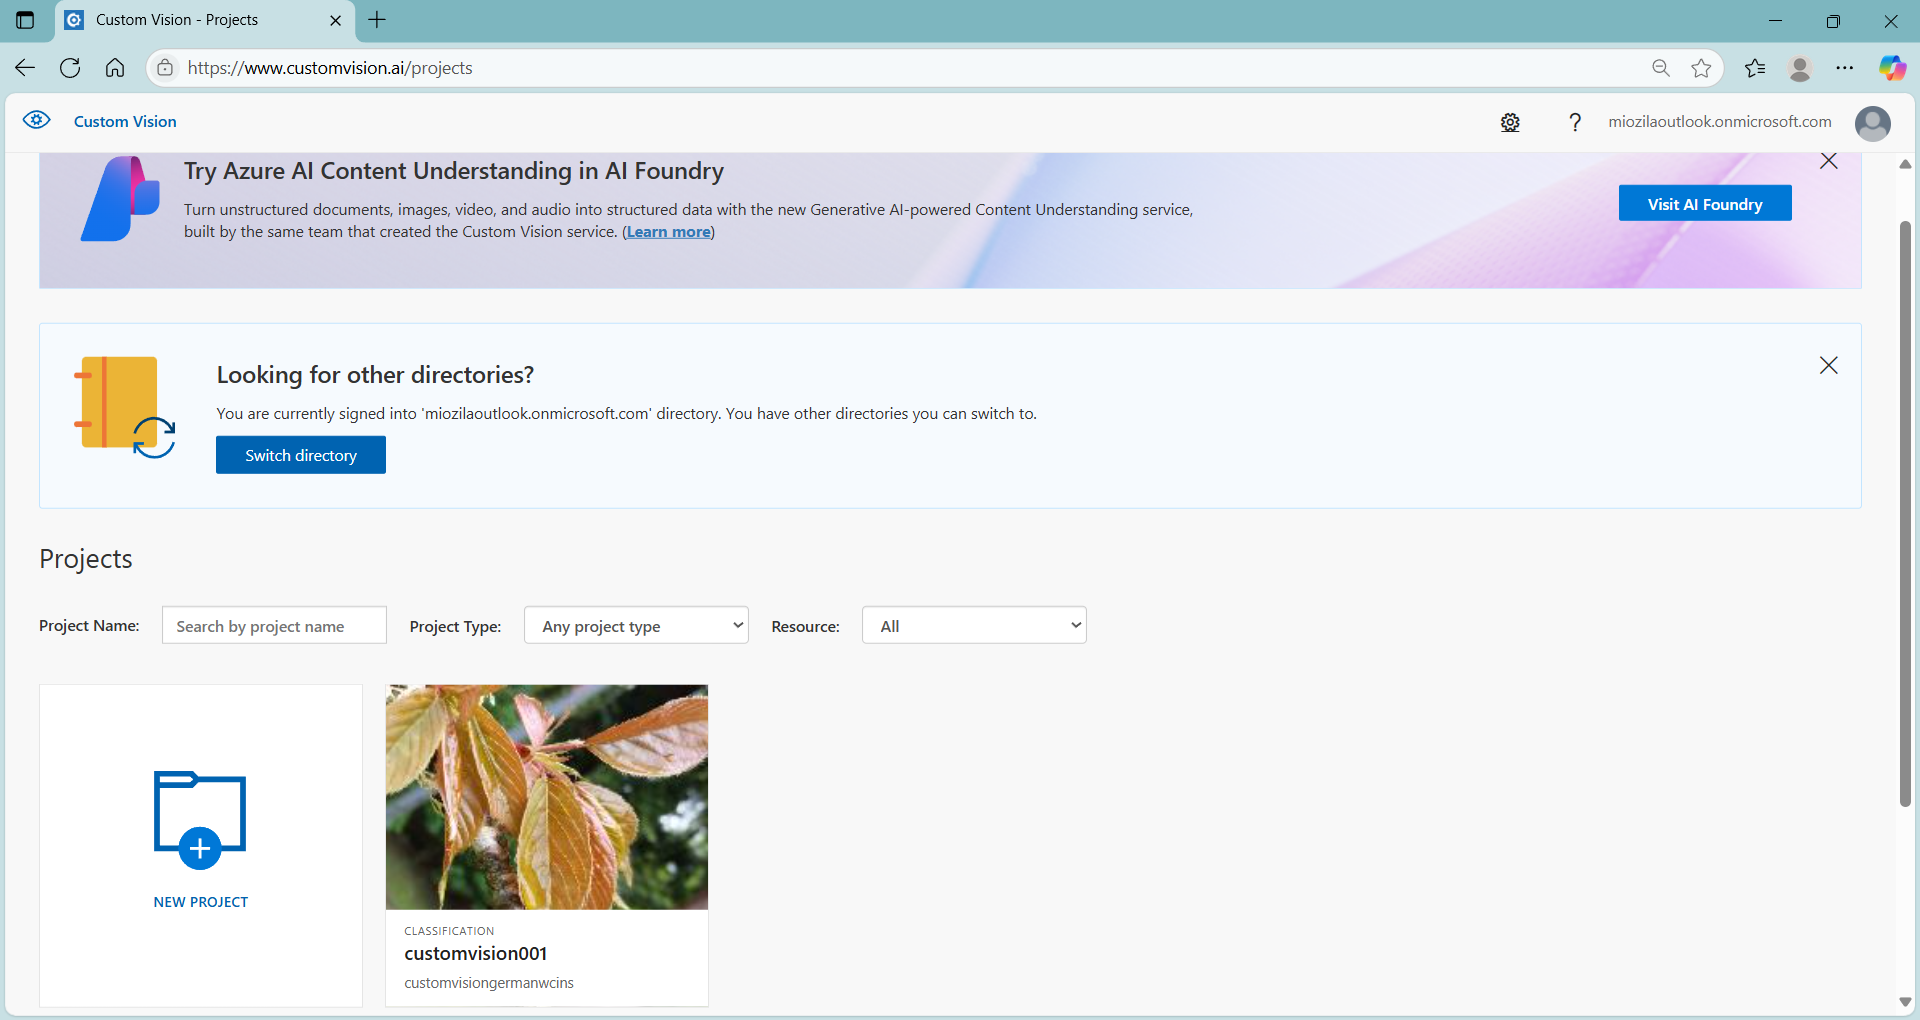 Custom Vision - Projects
https://www.customvision.ai/projects
Custom Vision
?
miozilaoutlook.onmicrosoft.com
Try Azure AI Content Understanding in AI Foundry
Turn unstructured documents, images, video, and audio into structured data with the new Generative AI-powered Content Understanding service,
built by the same team that created the Custom Vision service. (Learn more)
Visit AI Foundry
Looking for other directories?
You are currently signed into 'miozilaoutlook.onmicrosoft.com' directory. You have other directories you can switch to.
Switch directory
Projects
Project Name:
Search by project name
Project Type:
Any project type
Resource:
All
NEW PROJECT
CLASSIFICATION
customvision001
customvisiongermanwcins